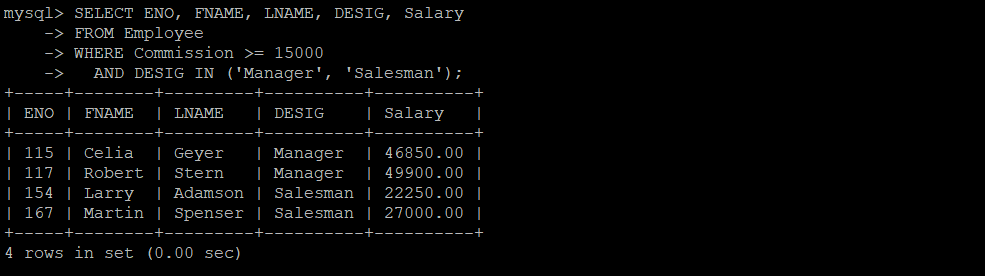 mysql> SELECT ENO, FNAME, LNAME, DESIG, Salary
    -> FROM Employee
    -> WHERE Commission >= 15000
    ->   AND DESIG IN ('Manager', 'Salesman');
+-----+--------+---------+----------+----------+
| ENO | FNAME  | LNAME   | DESIG    | Salary   |
+-----+--------+---------+----------+----------+
| 115 | Celia  | Geyer   | Manager  | 46850.00 |
| 117 | Robert | Stern   | Manager  | 49900.00 |
| 154 | Larry  | Adamson | Salesman | 22250.00 |
| 167 | Martin | Spenser | Salesman | 27000.00 |
+-----+--------+---------+----------+----------+
4 rows in set (0.00 sec)